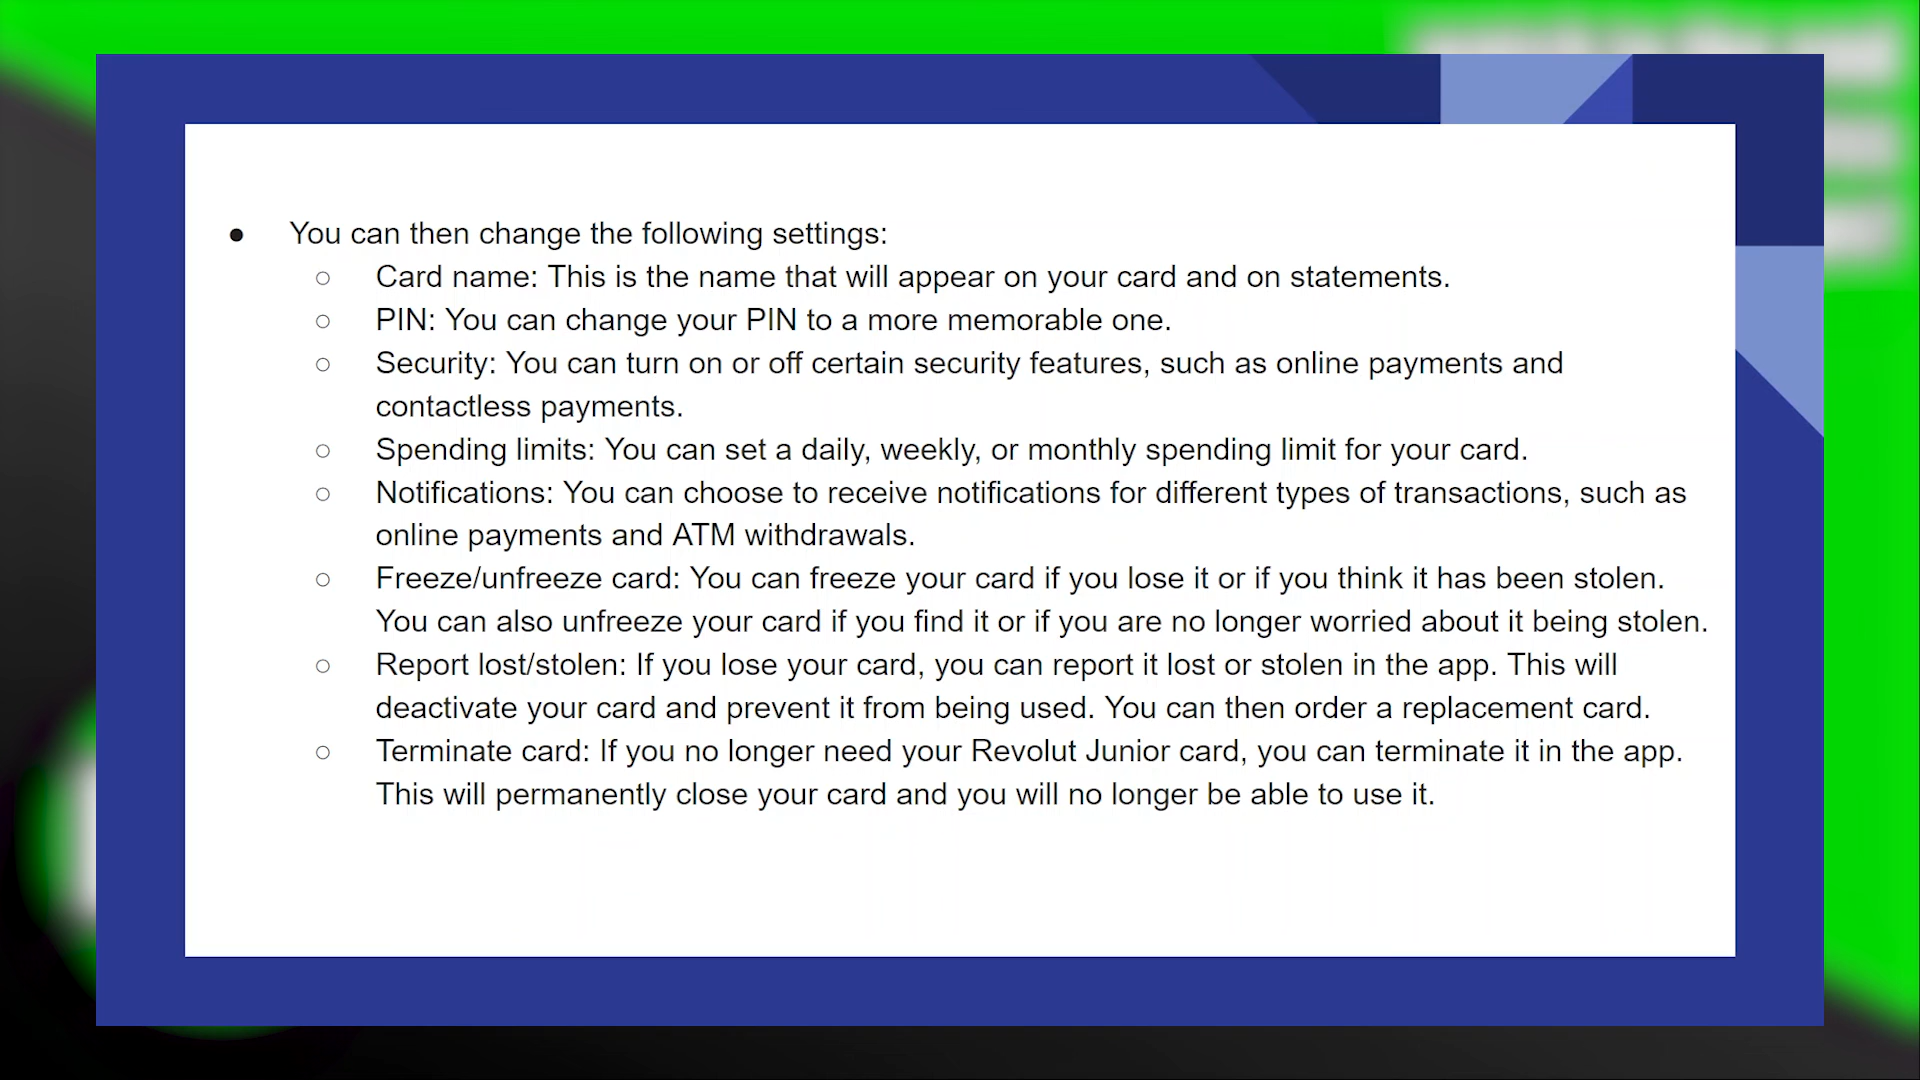 ● You can then change the following settings:
○ Card name: This is the name that will appear on your card and on statements.
○ PIN: You can change your PIN to a more memorable one.
○ Security: You can turn on or off certain security features, such as online payments and
contactless payments.
○ Spending limits: You can set a daily, weekly, or monthly spending limit for your card.
○ Notifications: You can choose to receive notifications for different types of transactions, such as
online payments and ATM withdrawals.
○ Freeze/unfreeze card: You can freeze your card if you lose it or if you think it has been stolen.
You can also unfreeze your card if you find it or if you are no longer worried about it being stolen.
○ Report lost/stolen: If you lose your card, you can report it lost or stolen in the app. This will
deactivate your card and prevent it from being used. You can then order a replacement card.
○ Terminate card: If you no longer need your Revolut Junior card, you can terminate it in the app.
This will permanently close your card and you will no longer be able to use it.